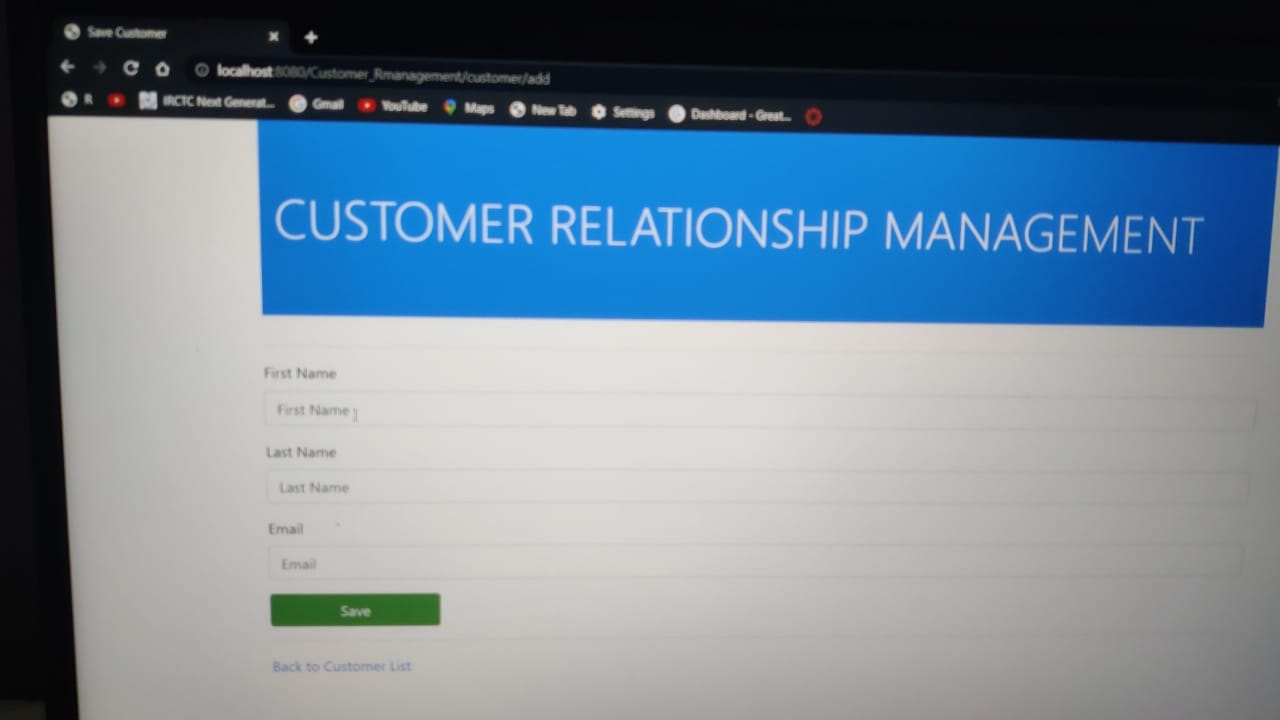 Save Customer
localhost:8080/Customer_Rmanagement/customer/add
R IRCTC Next Generat... Gmail YouTube Maps New Tab Settings Dashboard - Great...
CUSTOMER RELATIONSHIP MANAGEMENT
First Name
First Name
Last Name
Last Name
Email
Email
Save
Back to Customer List